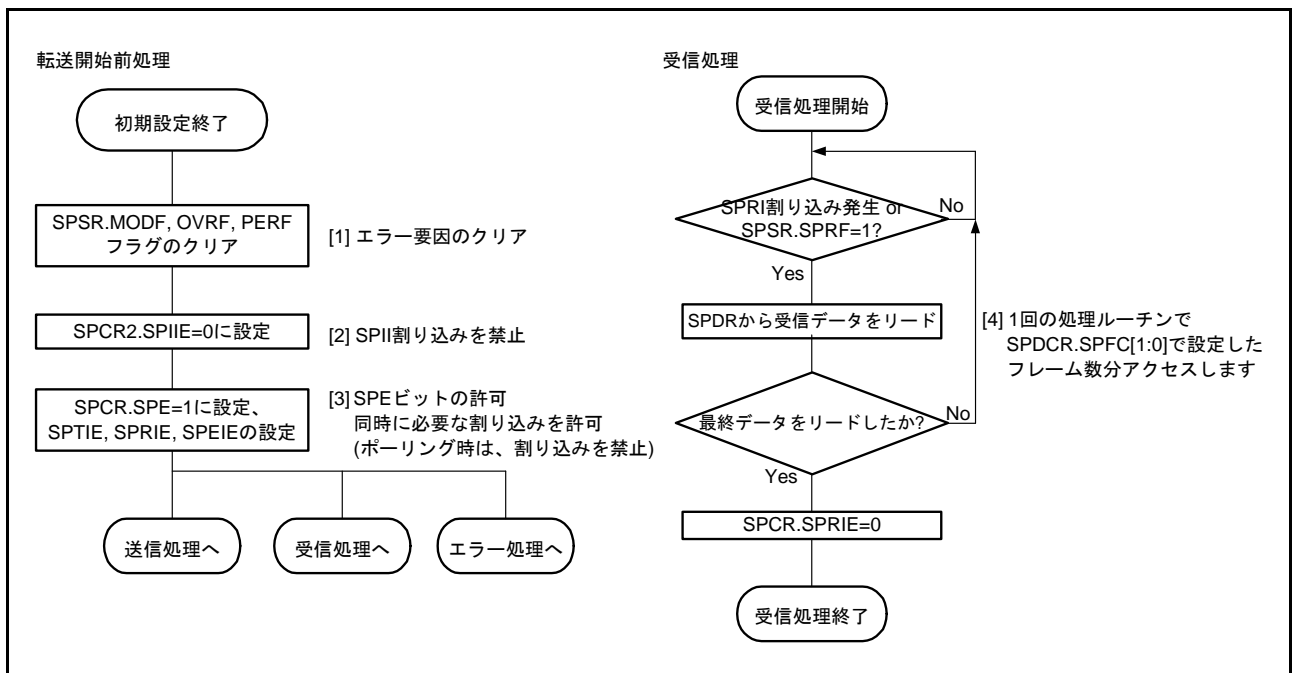 転送開始前処理
初期設定終了
SPSR.MODF, OVRF, PERF
フラグのクリア
[1] エラー要因のクリア
SPCR2.SPIIE=0に設定
[2] SPII割り込みを禁止
SPCR.SPE=1に設定、
SPTIE, SPRIE, SPEIEの設定
[3] SPEビットの許可
同時に必要な割り込みを許可
(ポーリング時は、割り込みを禁止)
送信処理へ
受信処理へ
エラー処理へ
受信処理
受信処理開始
SPRI割り込み発生 or
SPSR.SPRF=1?
No
Yes
SPDRから受信データをリード
[4] 1回の処理ルーチンで
SPDCR.SPFC[1:0]で設定した
フレーム数分アクセスします
最終データをリードしたか?
No
Yes
SPCR.SPRIE=0
受信処理終了